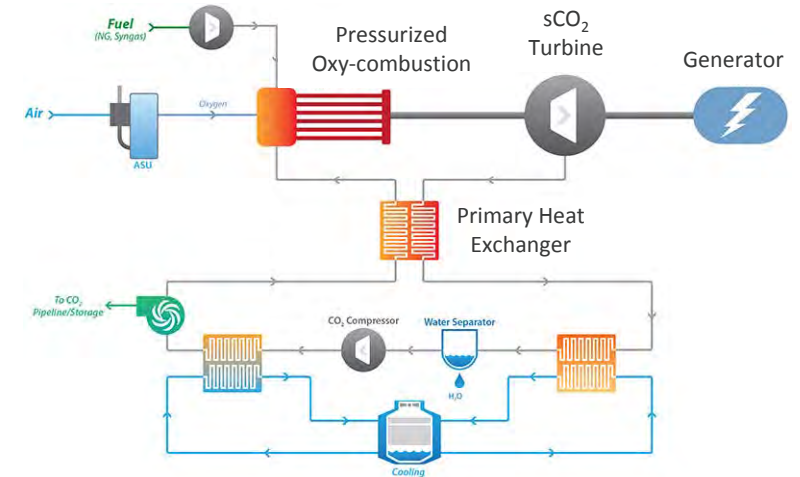 Fuel
(NG, Syngas)
Pressurized
Oxy-combustion
sCO₂
Turbine
Generator
Air
Oxygen
ASU
Primary Heat
Exchanger
To CO₂
Pipeline/Storage
CO₂ Compressor
Water Separator
H₂O
Cooling